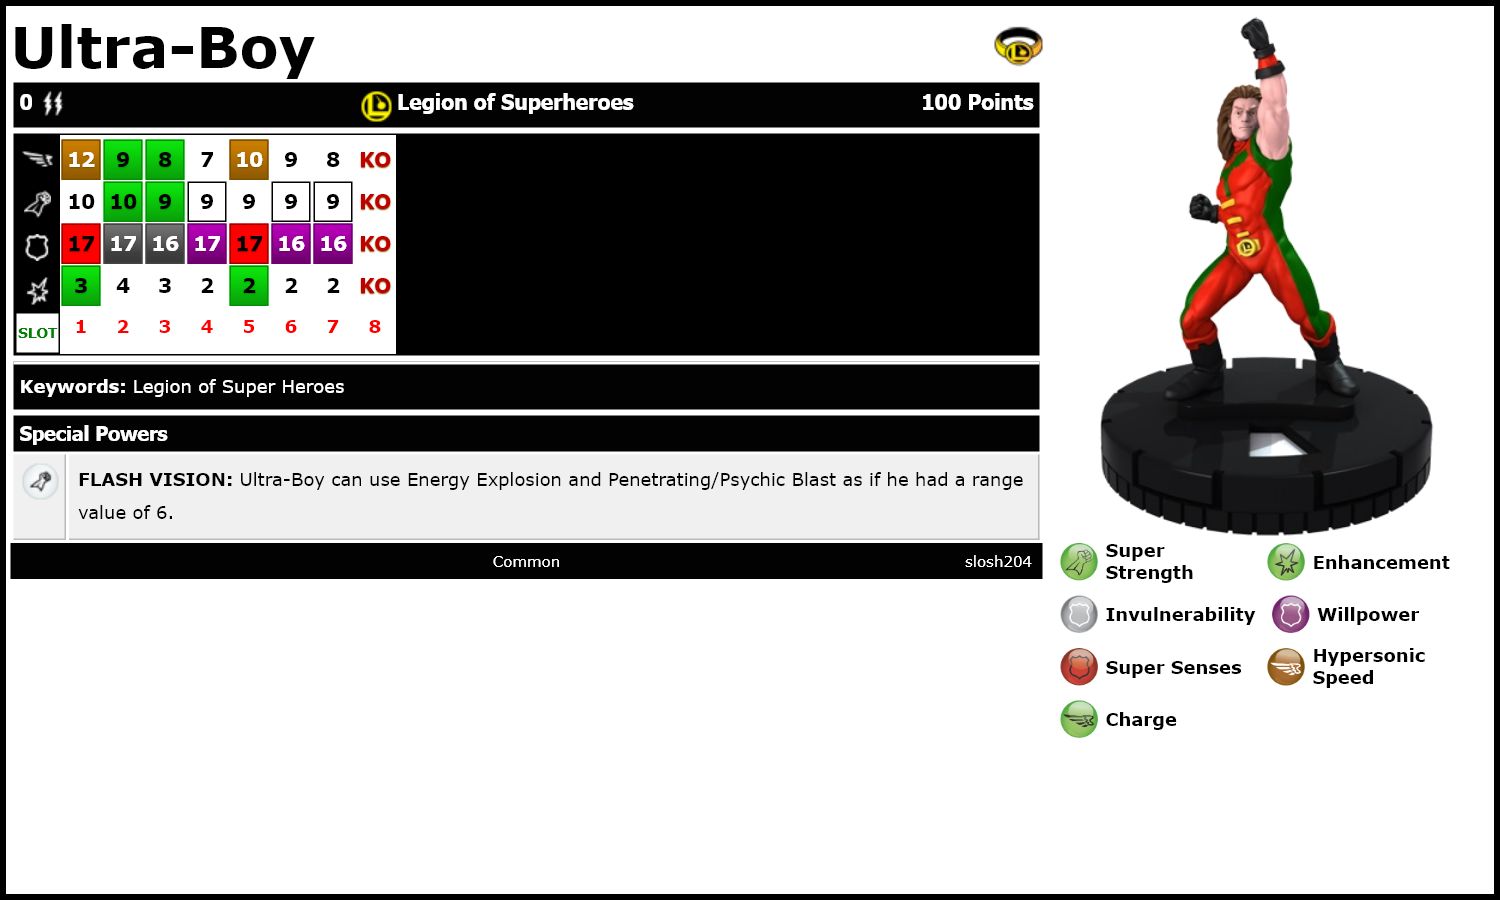 Ultra-Boy
0 Legion of Superheroes 100 Points
12 9 8 7 10 9 8 KO
10 10 9 9 9 9 9 KO
17 17 16 17 17 16 16 KO
3 4 3 2 2 2 2 KO
SLOT 1 2 3 4 5 6 7 8
Keywords: Legion of Super Heroes
Special Powers
FLASH VISION: Ultra-Boy can use Energy Explosion and Penetrating/Psychic Blast as if he had a range
value of 6.
Common slosh204
Super
Strength
Enhancement
Invulnerability
Willpower
Super Senses
Hypersonic
Speed
Charge